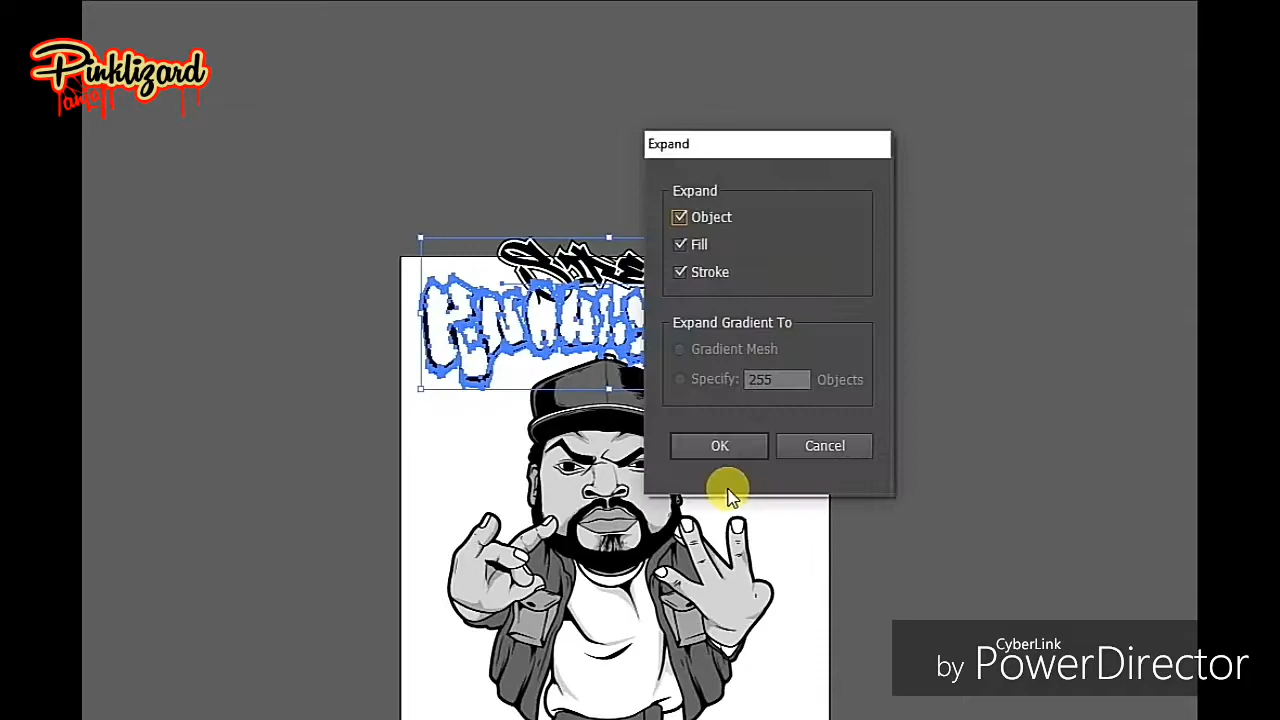 Pinklizard
Expand
Expand
Object
Fill
Stroke
Expand Gradient To
Gradient Mesh
Specify: 255 Objects
OK Cancel
CyberLink
by PowerDirector